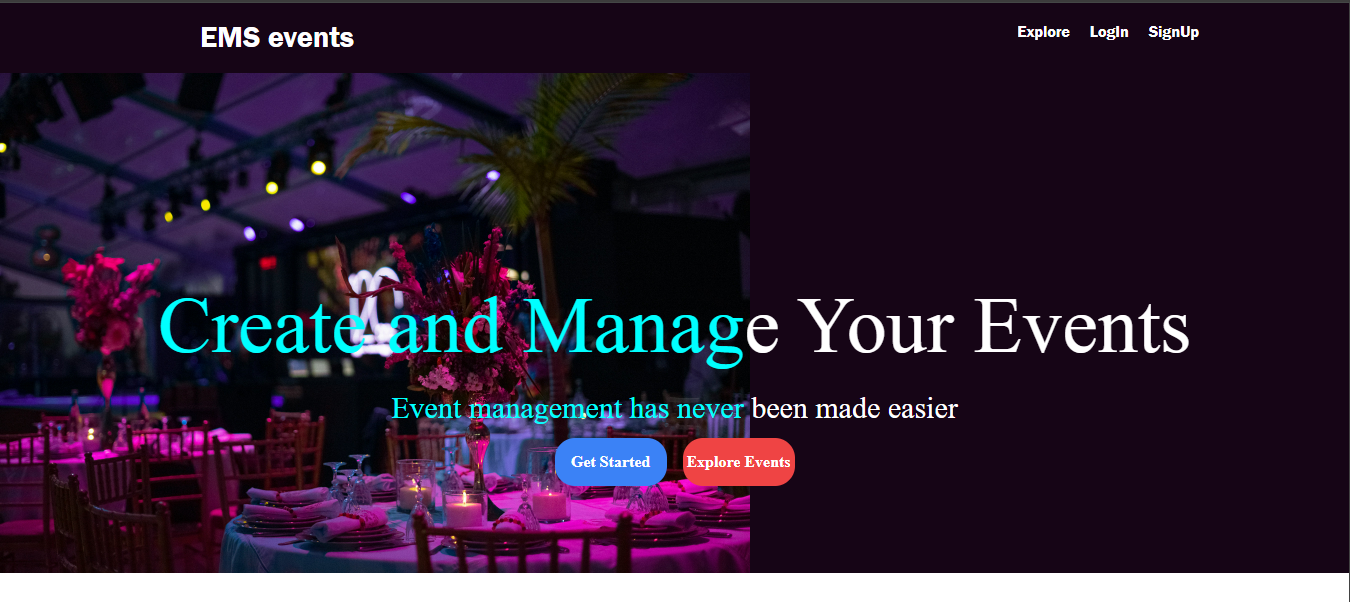 EMS events
Explore LogIn SignUp
Create and Manage Your Events
Event management has never been made easier
Get Started Explore Events